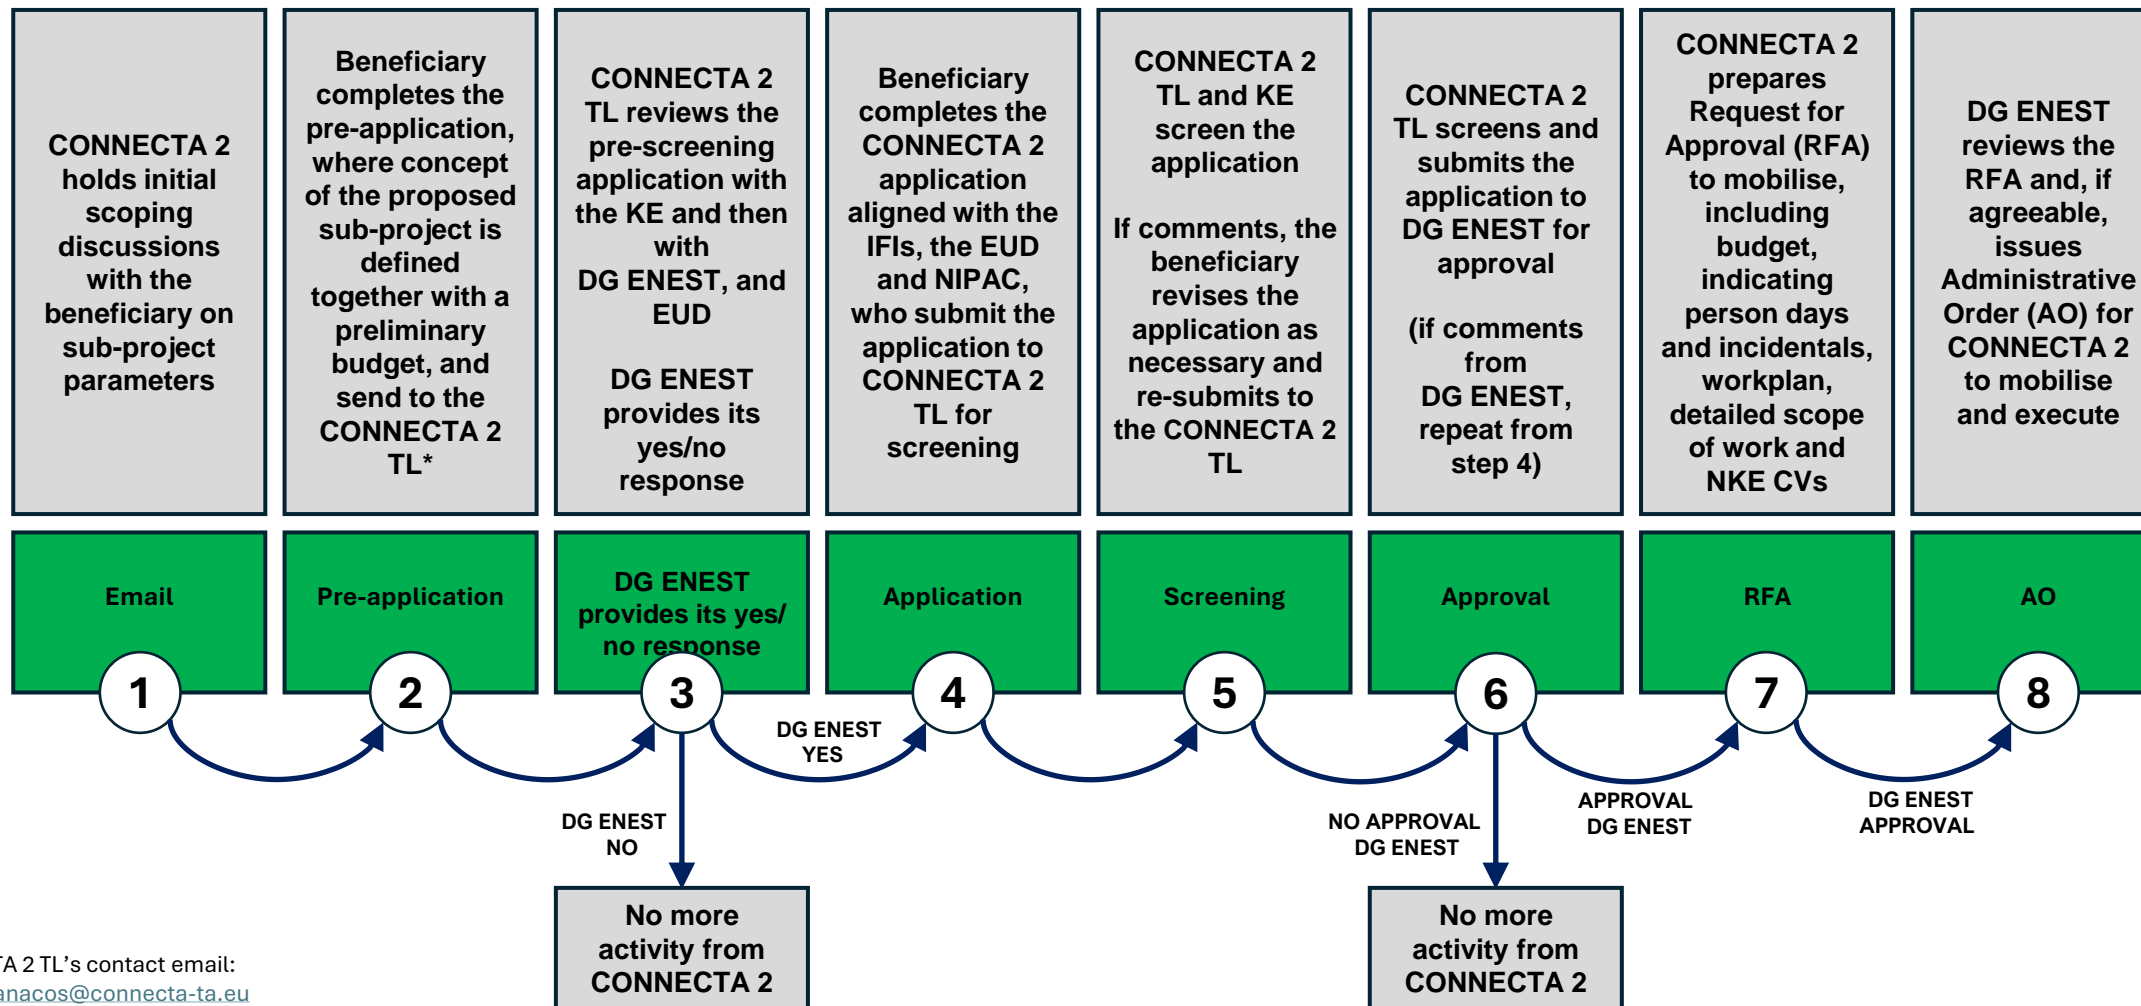 CONNECTA 2
holds initial
scoping
discussions
with the
beneficiary on
sub-project
parameters
Beneficiary
completes the
pre-application,
where concept
of the proposed
sub-project is
defined
together with a
preliminary
budget, and
send to the
CONNECTA 2
TL*
CONNECTA 2
TL reviews the
pre-screening
application with
the KE and then
with
DG ENEST, and
EUD
DG ENEST
provides its
yes/no
response
Beneficiary
completes the
CONNECTA 2
application
aligned with the
IFIs, the EUD
and NIPAC,
who submit the
application to
CONNECTA 2
TL for
screening
CONNECTA 2
TL and KE
screen the
application
If comments, the
beneficiary
revises the
application as
necessary and
re-submits to
the CONNECTA 2
TL
CONNECTA 2
TL screens and
submits the
application to
DG ENEST for
approval
(if comments
from
DG ENEST,
repeat from
step 4)
CONNECTA 2
prepares
Request for
Approval (RFA)
to mobilise,
including
budget,
indicating
person days
and incidentals,
workplan,
detailed scope
of work and
NKE CVs
DG ENEST
reviews the
RFA and, if
agreeable,
issues
Administrative
Order (AO) for
CONNECTA 2
to mobilise
and execute
Email
Pre-application
DG ENEST
provides its yes/
no response
Application
Screening
Approval
RFA
AO
1
2
3
4
5
6
7
8
DG ENEST
YES
DG ENEST
NO
NO APPROVAL
DG ENEST
APPROVAL
DG ENEST
DG ENEST
APPROVAL
No more
activity from
CONNECTA 2
No more
activity from
CONNECTA 2
TA 2 TL's contact email:
anacos@connecta-ta.eu